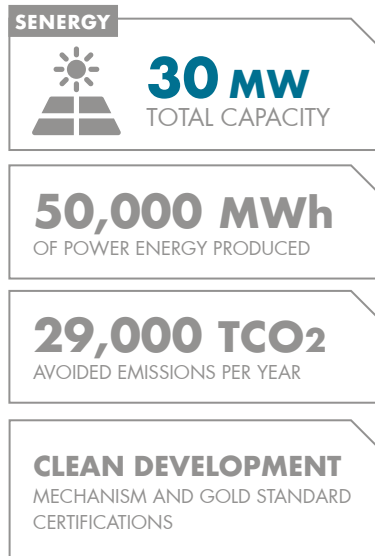 SENERGY
30 MW
TOTAL CAPACITY
50,000 MWh
OF POWER ENERGY PRODUCED
29,000 TCO2
AVOIDED EMISSIONS PER YEAR
CLEAN DEVELOPMENT
MECHANISM AND GOLD STANDARD
CERTIFICATIONS